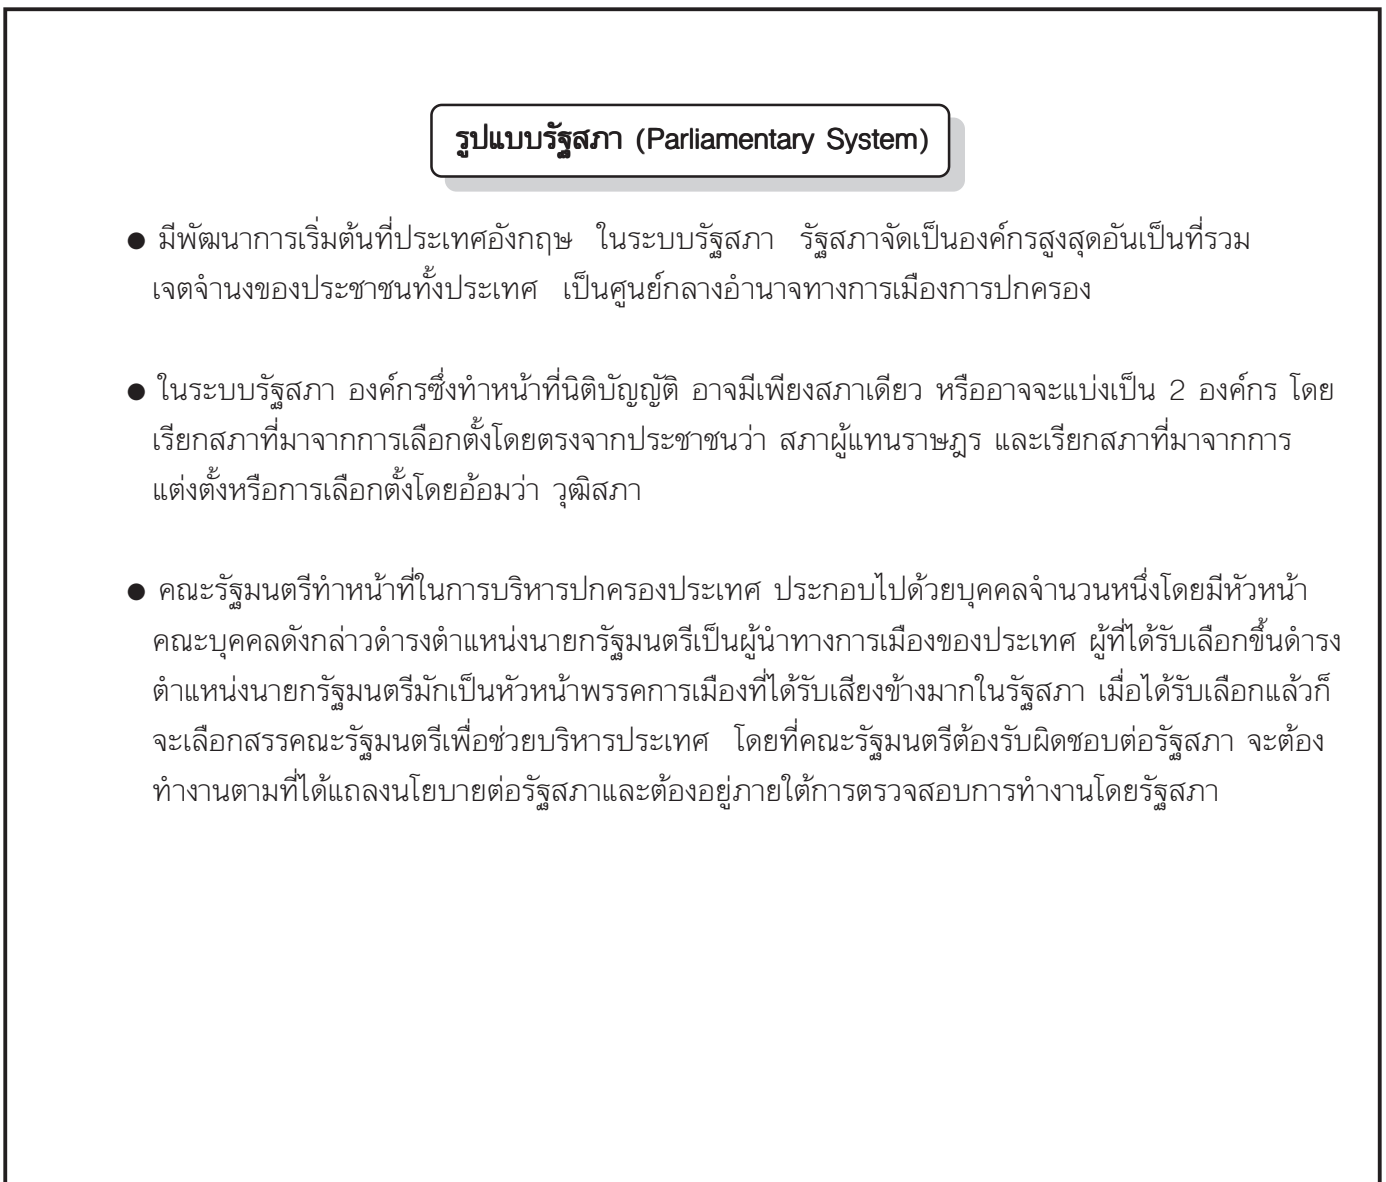 รูปแบบรัฐสภา (Parliamentary System)
● มีพัฒนาการเริ่มต้นที่ประเทศอังกฤษ ในระบบรัฐสภา รัฐสภาจัดเป็นองค์กรสูงสุดอันเป็นที่รวม
เจตจำนงของประชาชนทั้งประเทศ เป็นศูนย์กลางอำนาจทางการเมืองการปกครอง
● ในระบบรัฐสภา องค์กรซึ่งทำหน้าที่นิติบัญญัติ อาจมีเพียงสภาเดียว หรืออาจจะแบ่งเป็น 2 องค์กร โดย
เรียกสภาที่มาจากการเลือกตั้งโดยตรงจากประชาชนว่า สภาผู้แทนราษฎร และเรียกสภาที่มาจากการ
แต่งตั้งหรือการเลือกตั้งโดยอ้อมว่า วุฒิสภา
● คณะรัฐมนตรีทำหน้าที่ในการบริหารปกครองประเทศ ประกอบไปด้วยบุคคลจำนวนหนึ่งโดยมีหัวหน้า
คณะบุคคลดังกล่าวดำรงตำแหน่งนายกรัฐมนตรีเป็นผู้นำทางการเมืองของประเทศ ผู้ที่ได้รับเลือกขึ้นดำรง
ตำแหน่งนายกรัฐมนตรีมักเป็นหัวหน้าพรรคการเมืองที่ได้รับเสียงข้างมากในรัฐสภา เมื่อได้รับเลือกแล้วก็
จะเลือกสรรคณะรัฐมนตรีเพื่อช่วยบริหารประเทศ โดยที่คณะรัฐมนตรีต้องรับผิดชอบต่อรัฐสภา จะต้อง
ทำงานตามที่ได้แถลงนโยบายต่อรัฐสภาและต้องอยู่ภายใต้การตรวจสอบการทำงานโดยรัฐสภา